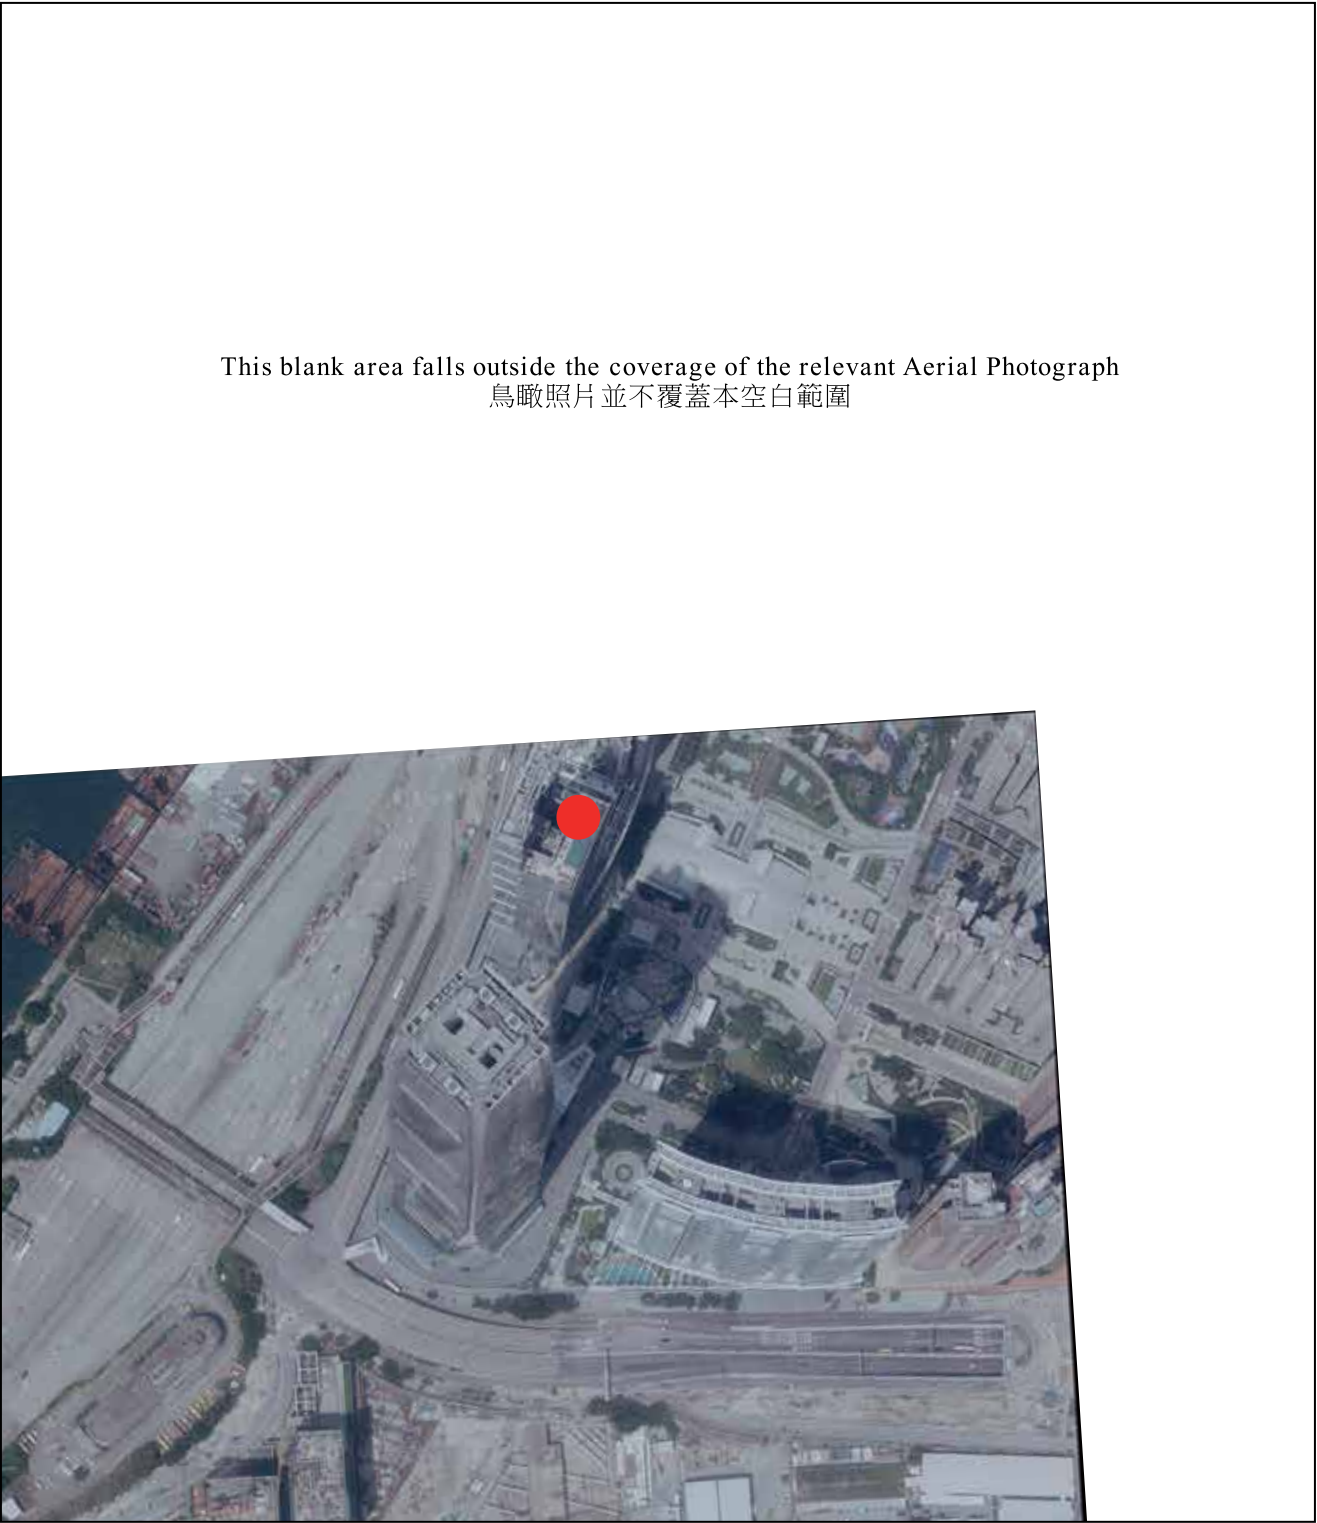 This blank area falls outside the coverage of the relevant Aerial Photograph
鳥瞰照片並不覆蓋本空白範圍